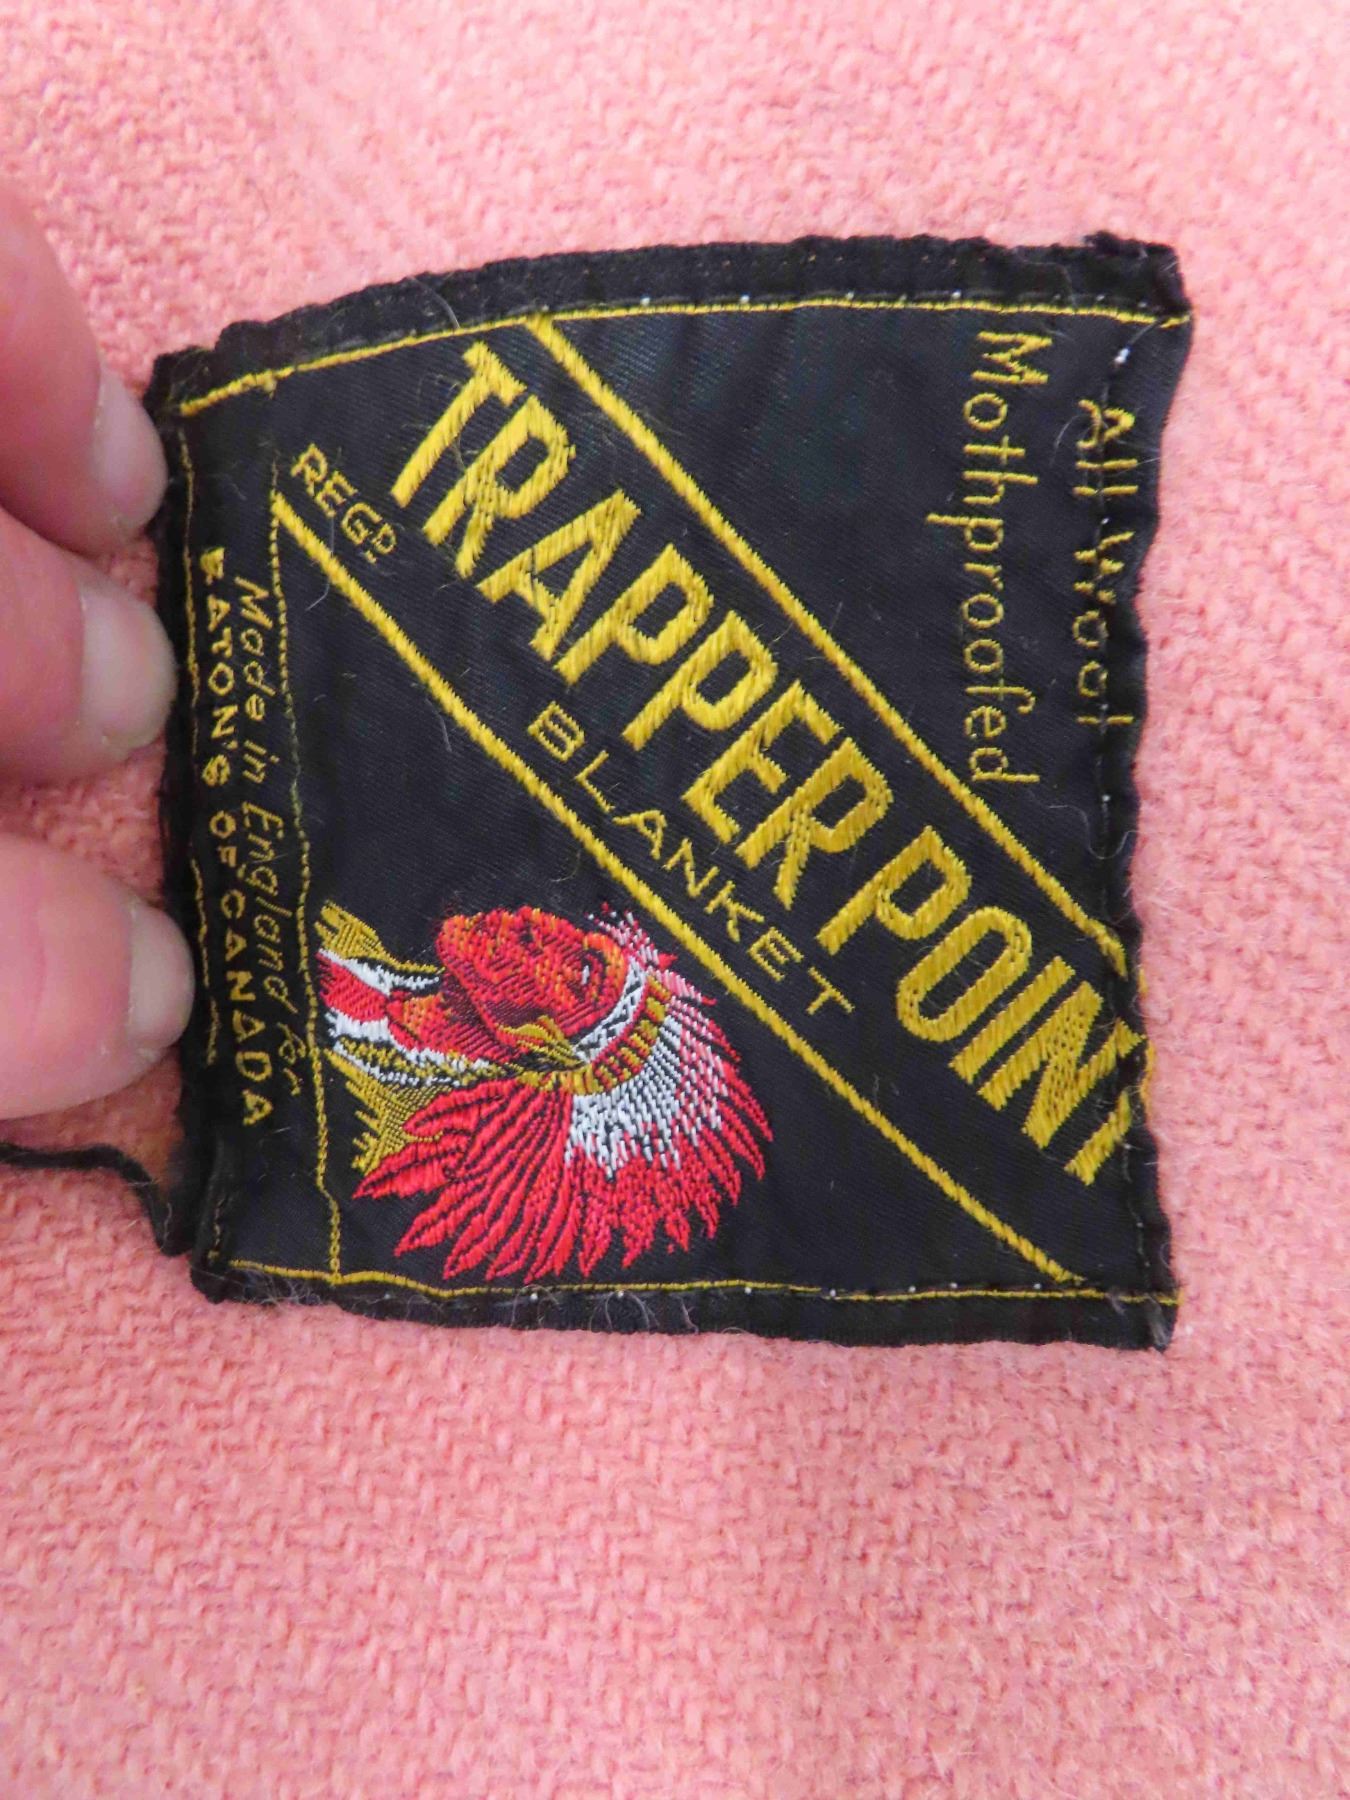 All Wool
Mothproofed
TRAPPER POINT
REGD BLANKET
Made in England for
EATON'S OF CANADA